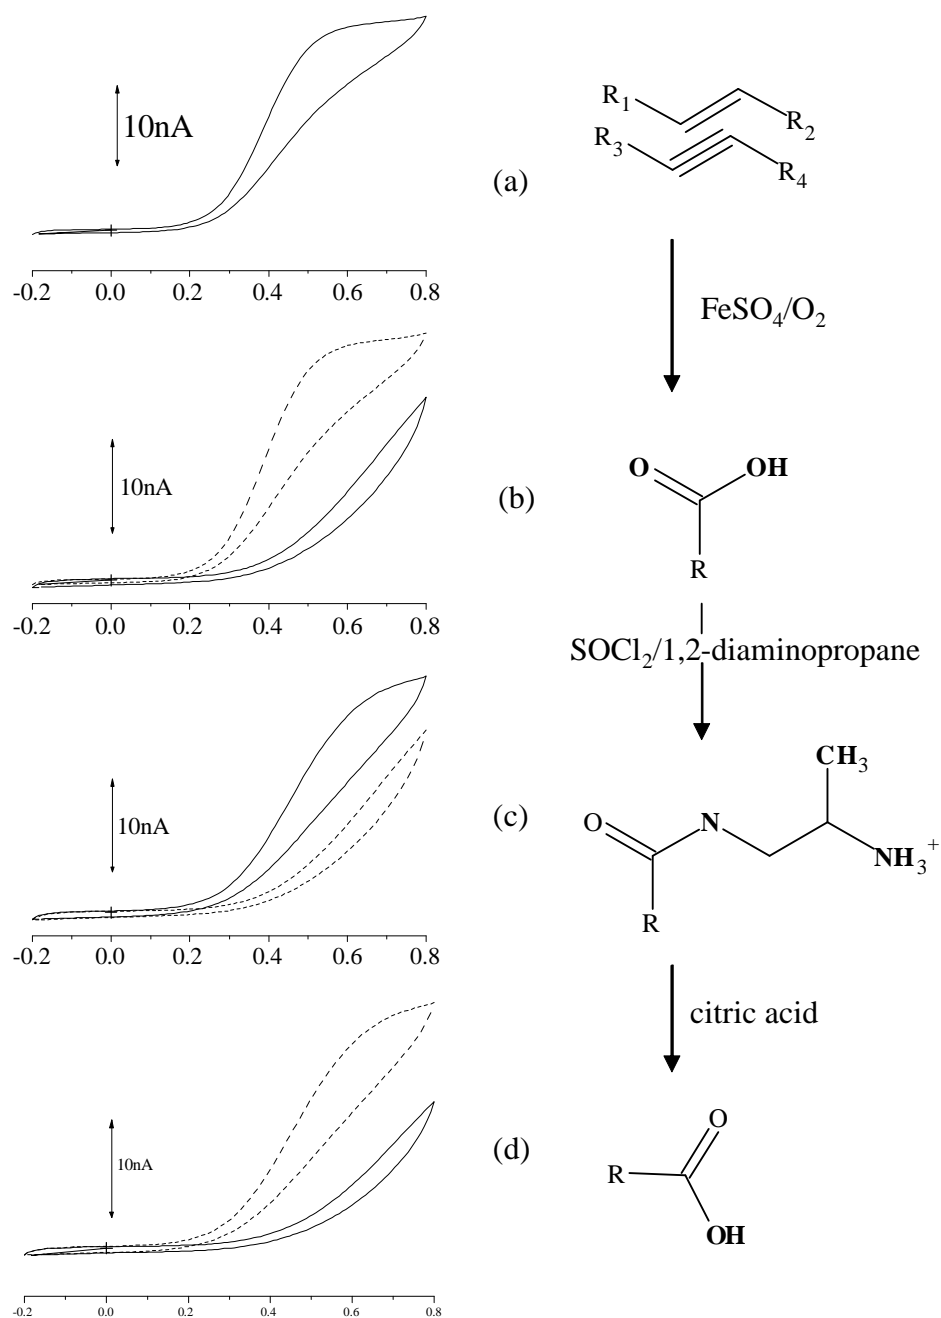 10nA
-0.2 0.0 0.2 0.4 0.6 0.8
R1
R2
R3
R4
(a)
FeSO4/O2
10nA
-0.2 0.0 0.2 0.4 0.6 0.8
O OH
(b)
R
SOCl2/1,2-diaminopropane
10nA
-0.2 0.0 0.2 0.4 0.6 0.8
CH3
(c)
O N
NH3+
R
citric acid
10nA
-0.2 0.0 0.2 0.4 0.6 0.8
(d)
O
R
OH